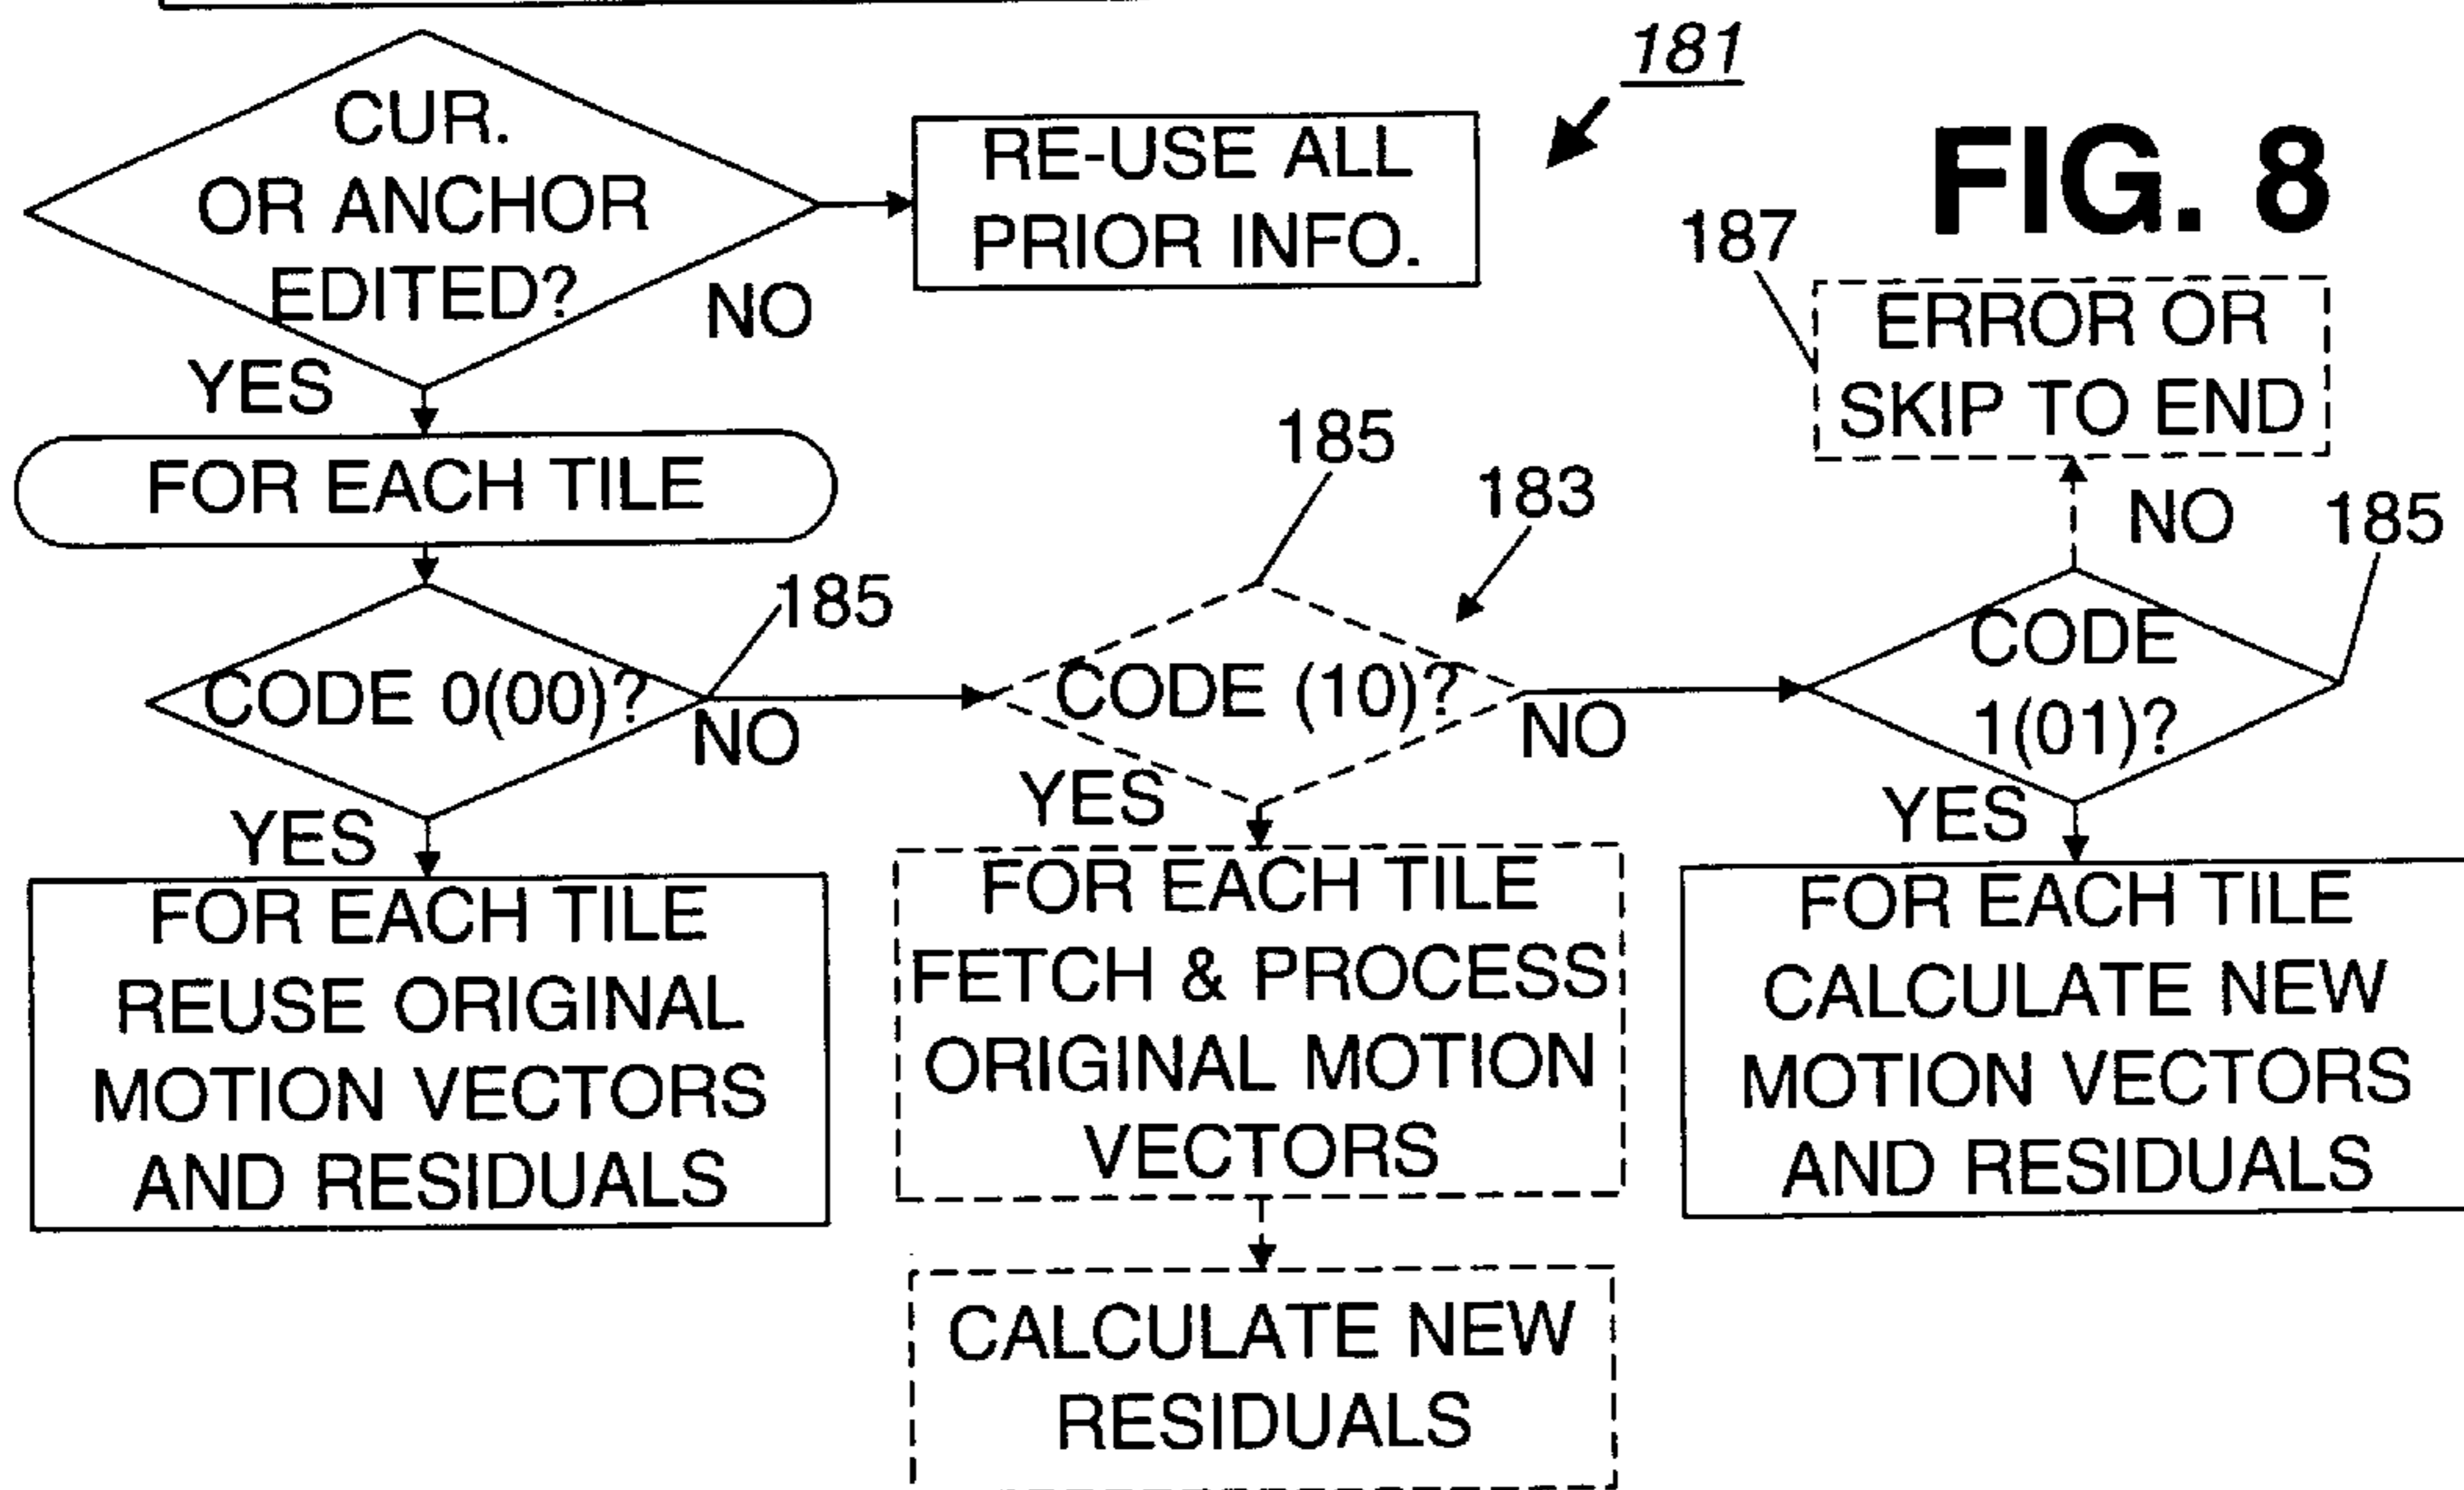 181
FIG. 8
CUR.
OR ANCHOR
EDITED?
NO
YES
RE-USE ALL
PRIOR INFO.
187
ERROR OR
SKIP TO END
NO
185
FOR EACH TILE
185
183
185
CODE 0(00)?
NO
YES
CODE (10)?
NO
YES
CODE
1(01)?
YES
FOR EACH TILE
REUSE ORIGINAL
MOTION VECTORS
AND RESIDUALS
FOR EACH TILE
FETCH & PROCESS
ORIGINAL MOTION
VECTORS
FOR EACH TILE
CALCULATE NEW
MOTION VECTORS
AND RESIDUALS
CALCULATE NEW
RESIDUALS